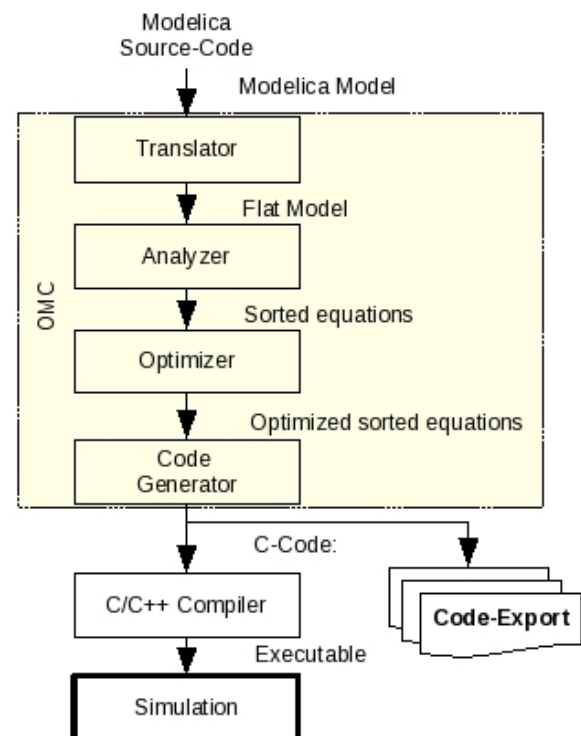 Modelica
Source-Code
Modelica Model
Translator
Flat Model
Analyzer
OMC
Sorted equations
Optimizer
Optimized sorted equations
Code
Generator
C-Code:
C/C++ Compiler
Code-Export
Executable
Simulation